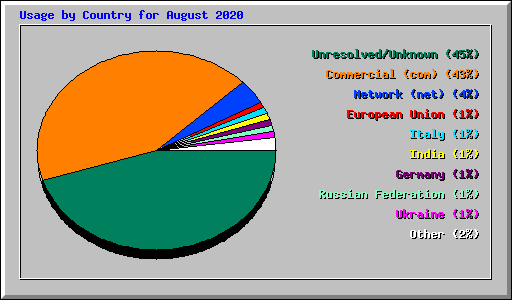 Usage by Country for August 2020
Unresolved/Unknown (45%)
Commercial (com) (43%)
Network (net) (4%)
European Union (1%)
Italy (1%)
India (1%)
Germany (1%)
Russian Federation (1%)
Ukraine (1%)
Other (2%)